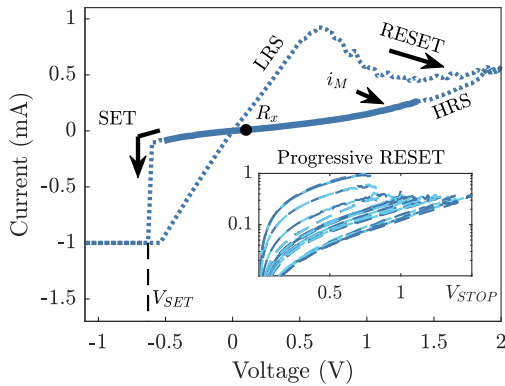 1
0.5
0
-0.5
-1
-1.5
Current (mA)
-1
-0.5
0
0.5
1
1.5
2
Voltage (V)
SET
LRS
RESET
i_M
HRS
R_x
V_SET
Progressive RESET
1
0.1
0.5
1
V_STOP